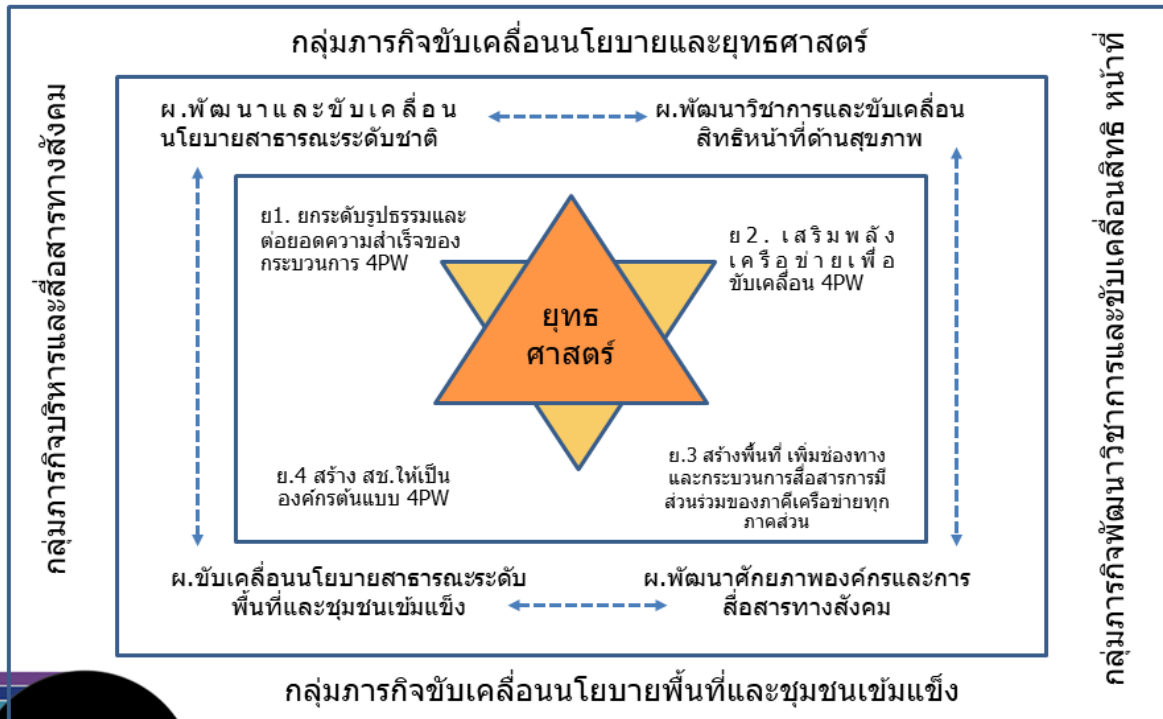 กลุ่มภารกิจขับเคลื่อนนโยบายและยุทธศาสตร์
กลุ่มภารกิจบริหารและสื่อสารทางสังคม
กลุ่มภารกิจพัฒนาวิชาการและขับเคลื่อนสิทธิ หน้าที่
ผ.พัฒนาและขับเคลื่อน
นโยบายสาธารณะระดับชาติ
ผ.พัฒนาวิชาการและขับเคลื่อน
สิทธิหน้าที่ด้านสุขภาพ
ย1. ยกระดับรูปธรรมและ
ต่อยอดความสำเร็จของ
กระบวนการ 4PW
ย2. เสริมพลัง
เครือข่ายเพื่อ
ขับเคลื่อน 4PW
ยุทธ
ศาสตร์
ย.4 สร้าง สช.ให้เป็น
องค์กรต้นแบบ 4PW
ย.3 สร้างพื้นที่ เพิ่มช่องทาง
และกระบวนการสื่อสารการมี
ส่วนร่วมของภาคีเครือข่ายทุก
ภาคส่วน
ผ.ขับเคลื่อนนโยบายสาธารณะระดับ
พื้นที่และชุมชนเข้มแข็ง
ผ.พัฒนาศักยภาพองค์กรและการ
สื่อสารทางสังคม
กลุ่มภารกิจขับเคลื่อนนโยบายพื้นที่และชุมชนเข้มแข็ง